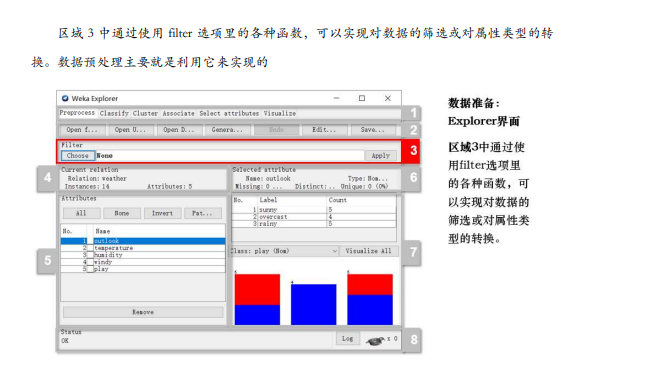 区域 3 中通过使用 filter 选项里的各种函数，可以实现对数据的筛选或对属性类型的转
换。数据预处理主要就是利用它来实现的
Weka Explorer
Preprocess Classify Cluster Associate Select attributes Visualize
1
Open f... Open U... Open D... Genera... Undo Edit... Save...
2
Filter
Choose None Apply
3
Current relation
Relation: weather
Instances: 14 Attributes: 5
4
Selected attribute
Name: outlook Type: Nom...
Missing: 0 ... Distinct... Unique: 0 (0%)
6
Attributes
All None Invert Pat...
No. Name
1 outlook
2 temperature
3 humidity
4 windy
5 play
Remove
5
No. Label Count
1 sunny 5
2 overcast 4
3 rainy 5
Class: play (Nom) Visualize All
5 4 5
7
Status
OK
Log x 0
8
数据准备：
Explorer界面
区域3中通过使
用filter选项里
的各种函数，可
以实现对数据的
筛选或对属性类
型的转换。